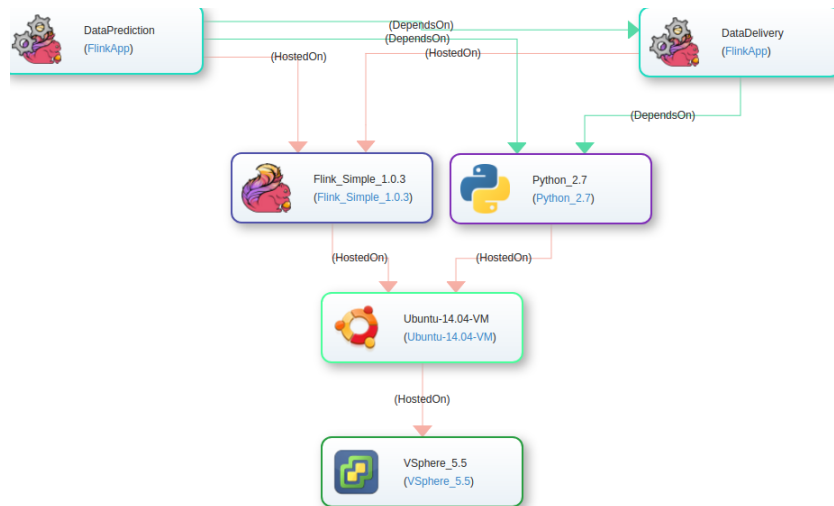 DataPrediction
(FlinkApp)
(DependsOn)
(DependsOn)
(HostedOn)
(HostedOn)
DataDelivery
(FlinkApp)
(DependsOn)
Flink_Simple_1.0.3
(Flink_Simple_1.0.3)
Python_2.7
(Python_2.7)
(HostedOn)
(HostedOn)
Ubuntu-14.04-VM
(Ubuntu-14.04-VM)
(HostedOn)
VSphere_5.5
(VSphere_5.5)